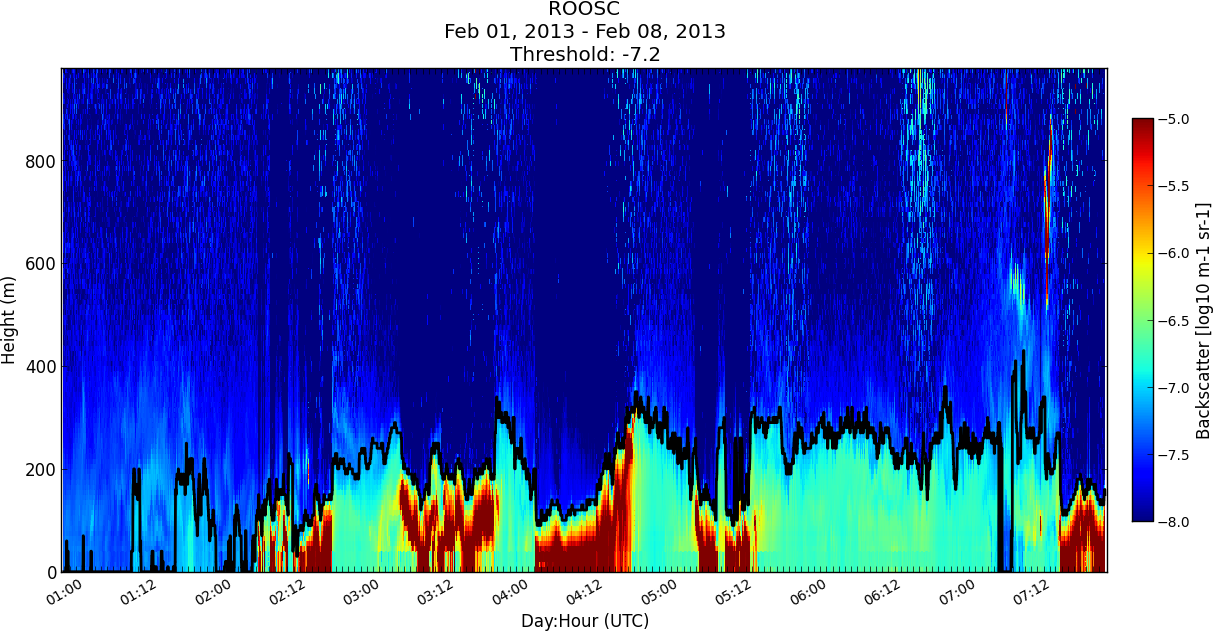 ROOSC
Feb 01, 2013 - Feb 08, 2013
Threshold: -7.2
Height (m)
800
600
400
200
0
01:00 01:12 02:00 02:12 03:00 03:12 04:00 04:12 05:00 05:12 06:00 06:12 07:00 07:12
Day:Hour (UTC)
−5.0
−5.5
−6.0
−6.5
−7.0
−7.5
−8.0
Backscatter [log10 m-1 sr-1]